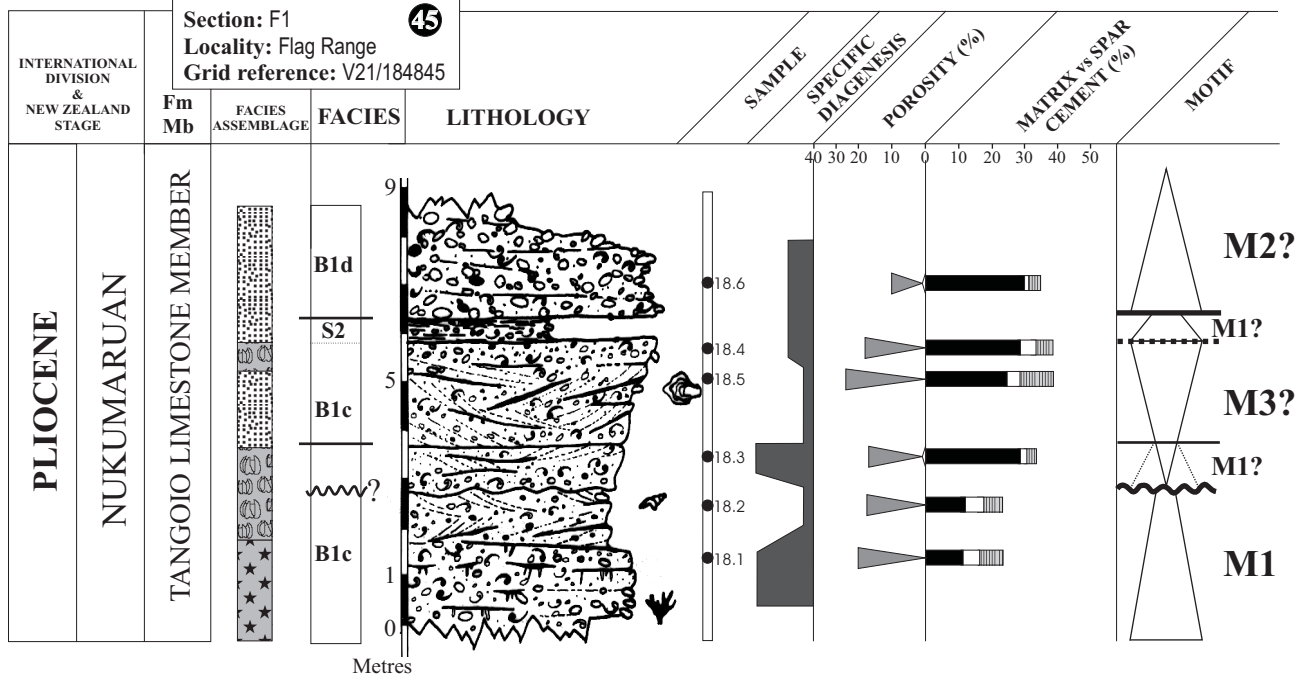 Section: F1
45
Locality: Flag Range
Grid reference: V21/184845
INTERNATIONAL
DIVISION
&
NEW ZEALAND
STAGE
Fm
Mb
FACIES
ASSEMBLAGE
FACIES
LITHOLOGY
SAMPLE
SPECIFIC
DIAGENESIS
POROSITY (%)
MATRIX vs SPAR
CEMENT (%)
MOTIF
40 30 20 10 0 10 20 30 40 50
PLIOCENE
NUKUMARUAN
TANGOIO LIMESTONE MEMBER
B1d
S2
B1c
?
B1c
9
5
1
0
Metres
18.6
18.4
18.5
18.3
18.2
18.1
M2?
M1?
M3?
M1?
M1